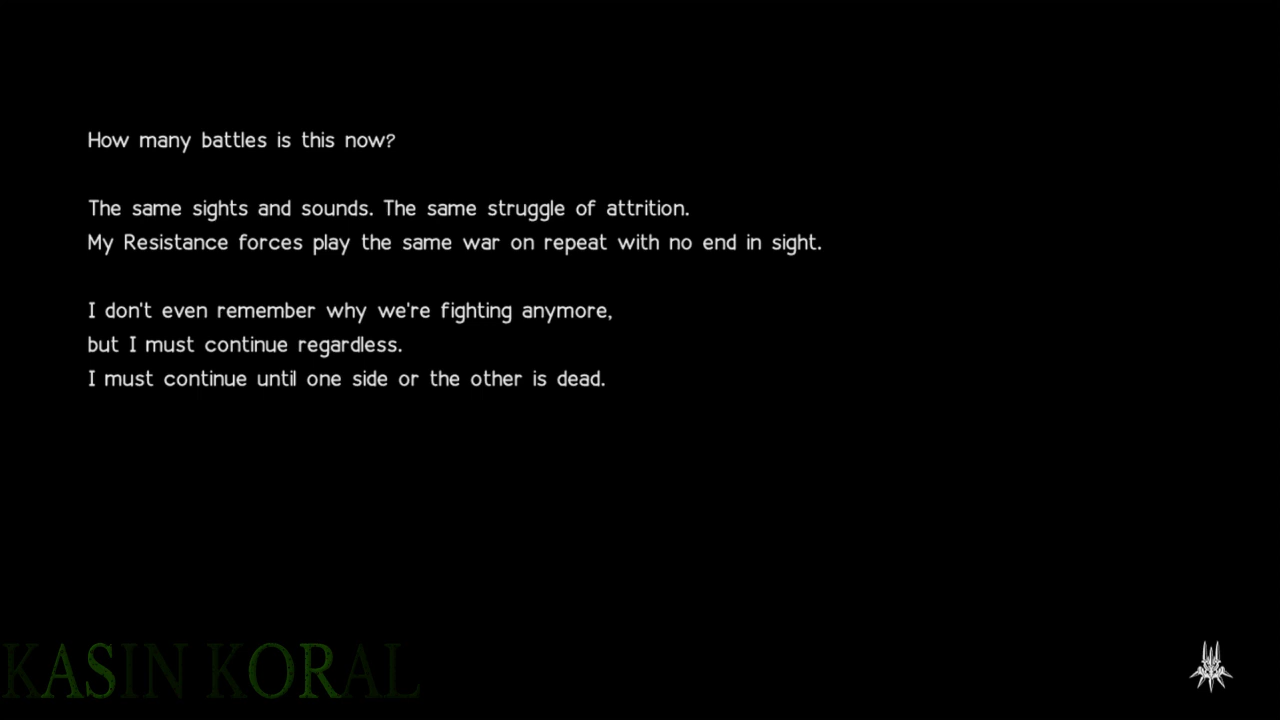 How many battles is this now?
The same sights and sounds. The same struggle of attrition.
My Resistance forces play the same war on repeat with no end in sight.
I don't even remember why we're fighting anymore,
but I must continue regardless.
I must continue until one side or the other is dead.
KASIN KORAL